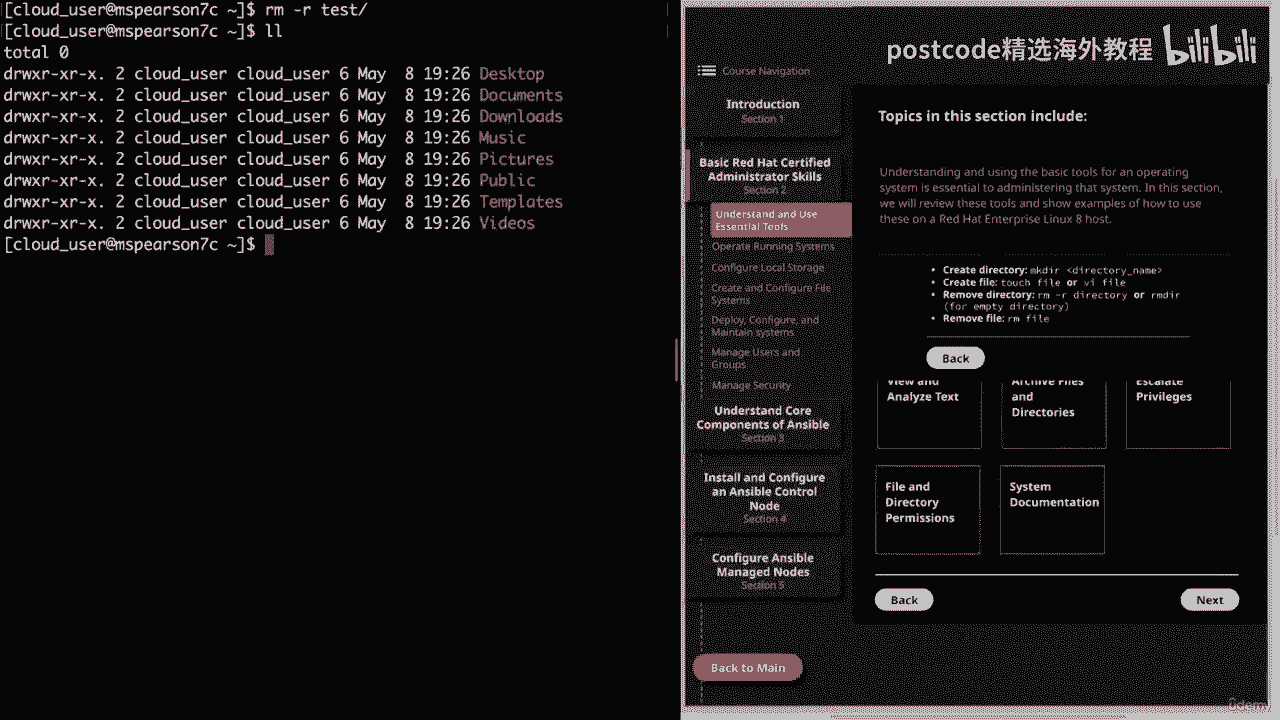 [cloud_user@mspearson7c ~]$ rm -r test/
[cloud_user@mspearson7c ~]$ ll
total 0
drwxr-xr-x. 2 cloud_user cloud_user 6 May  8 19:26 Desktop
drwxr-xr-x. 2 cloud_user cloud_user 6 May  8 19:26 Documents
drwxr-xr-x. 2 cloud_user cloud_user 6 May  8 19:26 Downloads
drwxr-xr-x. 2 cloud_user cloud_user 6 May  8 19:26 Music
drwxr-xr-x. 2 cloud_user cloud_user 6 May  8 19:26 Pictures
drwxr-xr-x. 2 cloud_user cloud_user 6 May  8 19:26 Public
drwxr-xr-x. 2 cloud_user cloud_user 6 May  8 19:26 Templates
drwxr-xr-x. 2 cloud_user cloud_user 6 May  8 19:26 Videos
[cloud_user@mspearson7c ~]$
postcode精选海外教程 bilibili
Course Navigation
Introduction
Section 1
Basic Red Hat Certified
Administrator Skills
Section 2
Understand and Use
Essential Tools
Operate Running Systems
Configure Local Storage
Create and Configure File
Systems
Deploy, Configure, and
Maintain systems
Manage Users and
Groups
Manage Security
Understand Core
Components of Ansible
Section 3
Install and Configure
an Ansible Control
Node
Section 4
Configure Ansible
Managed Nodes
Section 5
Back to Main
Topics in this section include:
Understanding and using the basic tools for an operating
system is essential to administering that system. In this section,
we will review these tools and show examples of how to use
these on a Red Hat Enterprise Linux 8 host.
• Create directory: mkdir <directory_name>
• Create file: touch file or vi file
• Remove directory: rm -r directory or rmdir
(for empty directory)
• Remove file: rm file
Back
View and
Analyze Text
Archive Files
and
Directories
Escalate
Privileges
File and
Directory
Permissions
System
Documentation
Back
Next
Udemy